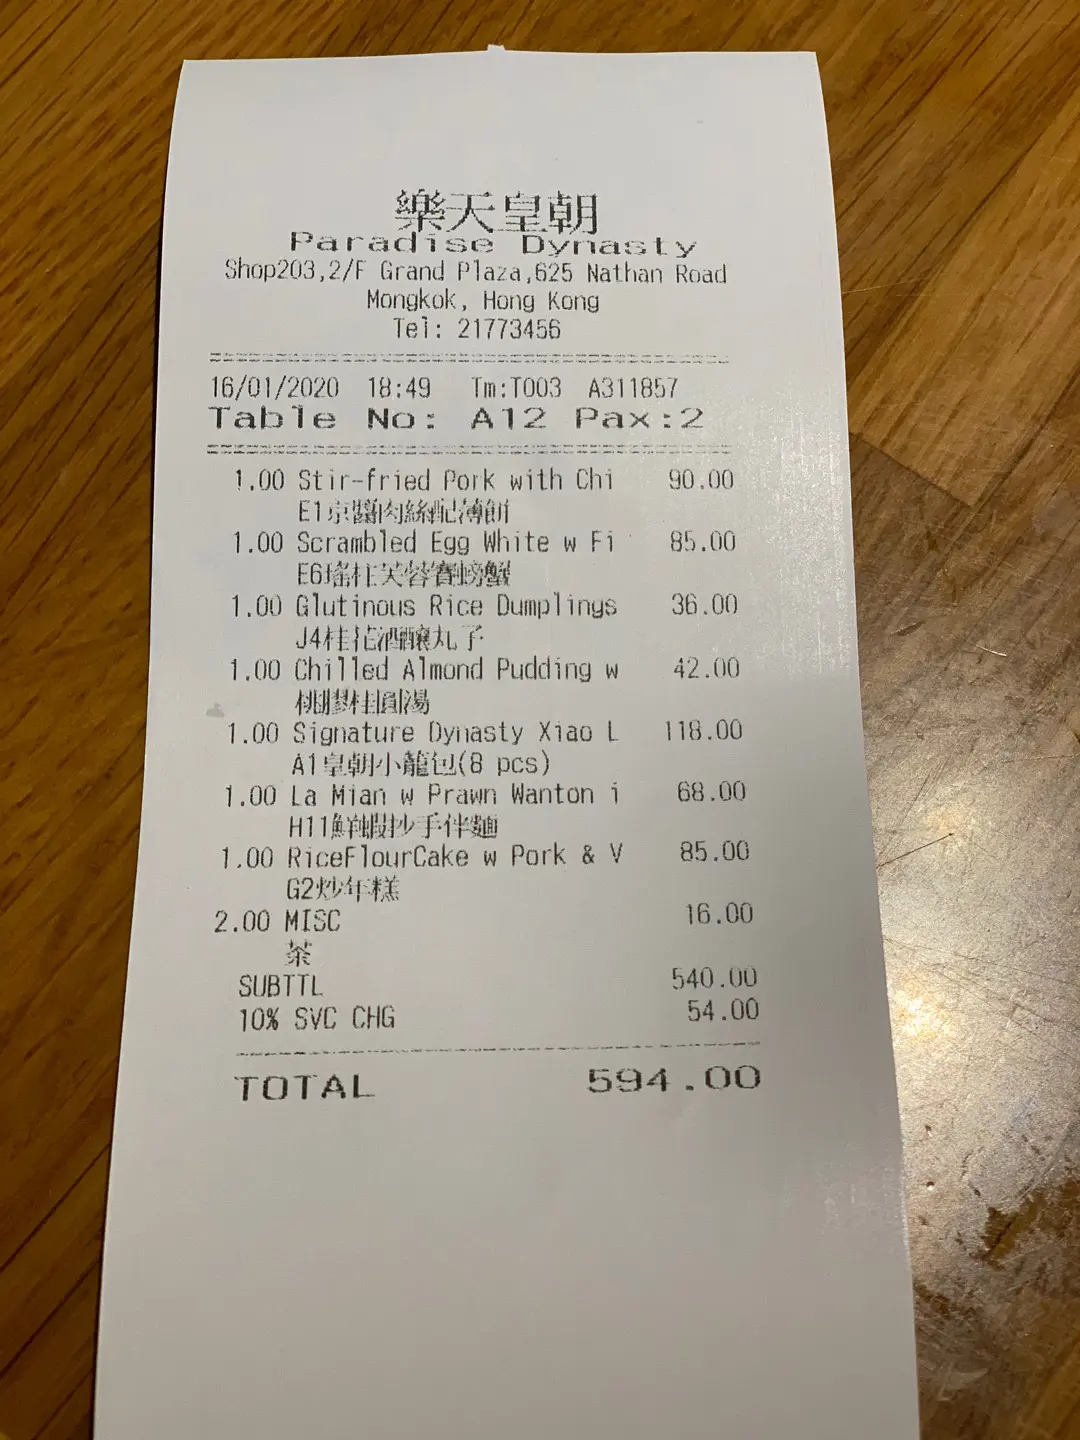 樂天皇朝
Paradise Dynasty
Shop203,2/F Grand Plaza,625 Nathan Road
Mongkok, Hong Kong
Tel: 21773456
16/01/2020 18:49 Tm:T003 A311857
Table No: A12 Pax:2
1.00 Stir-fried Pork with Chi 90.00
E1京醬肉絲配薄餅
1.00 Scrambled Egg White w Fi 85.00
E6瑤柱芙蓉賽螃蟹
1.00 Glutinous Rice Dumplings 36.00
J4桂花酒釀丸子
1.00 Chilled Almond Pudding w 42.00
桃膠桂圓湯
1.00 Signature Dynasty Xiao L 118.00
A1皇朝小籠包(8 pcs)
1.00 La Mian w Prawn Wanton i 68.00
H11鮮蝦抄手伴麵
1.00 RiceFlourCake w Pork & V 85.00
G2炒年糕
2.00 MISC 16.00
茶
SUBTTL 540.00
10% SVC CHG 54.00
TOTAL 594.00